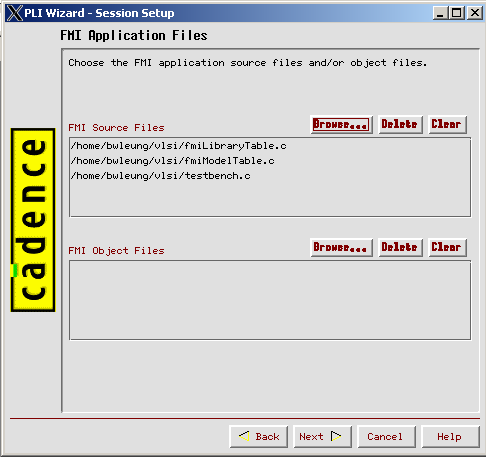 PLI Wizard - Session Setup
FMI Application Files
Choose the FMI application source files and/or object files.
FMI Source Files Browse... Delete Clear
/home/bwleung/vlsi/fmiLibraryTable.c
/home/bwleung/vlsi/fmiModelTable.c
/home/bwleung/vlsi/testbench.c
cadence
FMI Object Files Browse... Delete Clear
Back Next Cancel Help